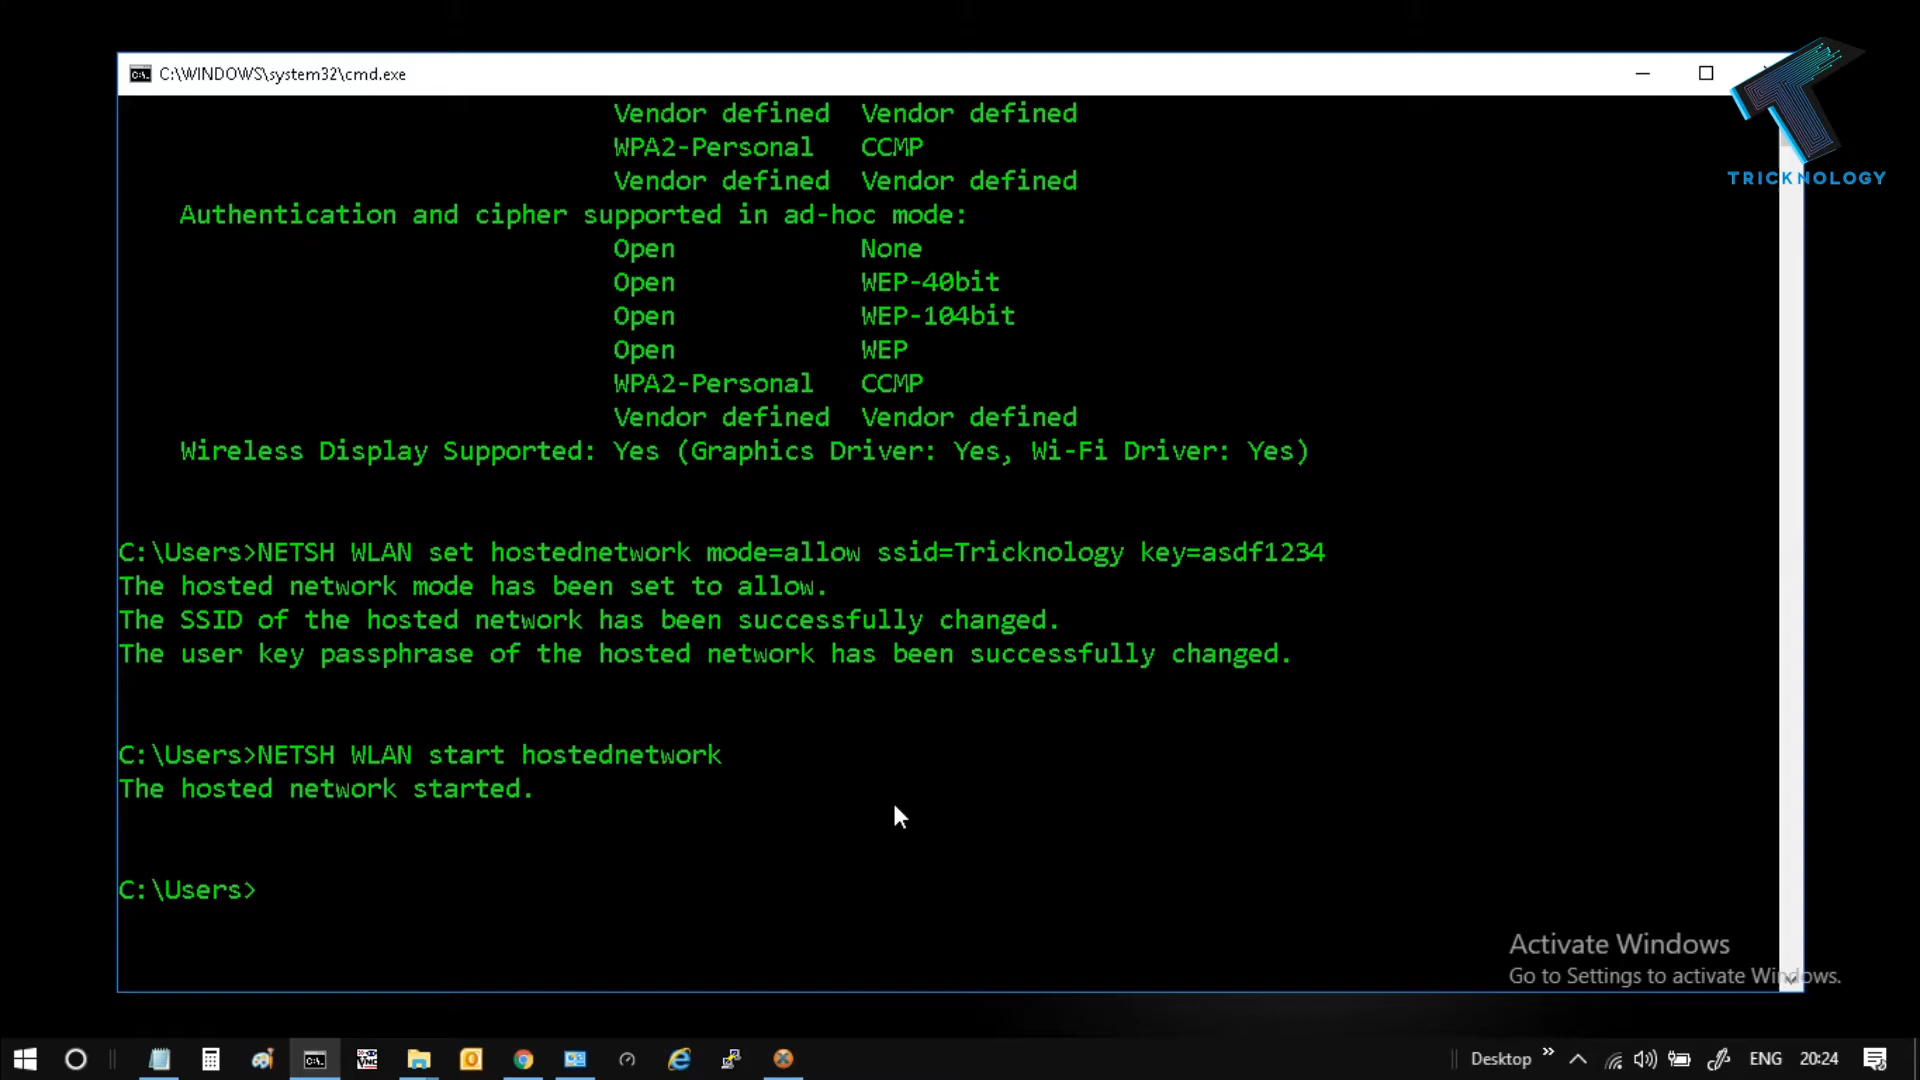 C:\WINDOWS\system32\cmd.exe
TRICKNOLOGY
Vendor defined Vendor defined
WPA2-Personal CCMP
Vendor defined Vendor defined
Authentication and cipher supported in ad-hoc mode:
Open None
Open WEP-40bit
Open WEP-104bit
Open WEP
WPA2-Personal CCMP
Vendor defined Vendor defined
Wireless Display Supported: Yes (Graphics Driver: Yes, Wi-Fi Driver: Yes)
C:\Users>NETSH WLAN set hostednetwork mode=allow ssid=Tricknology key=asdf1234
The hosted network mode has been set to allow.
The SSID of the hosted network has been successfully changed.
The user key passphrase of the hosted network has been successfully changed.
C:\Users>NETSH WLAN start hostednetwork
The hosted network started.
C:\Users>
Activate Windows
Go to Settings to activate Windows.
Desktop ENG 20:24